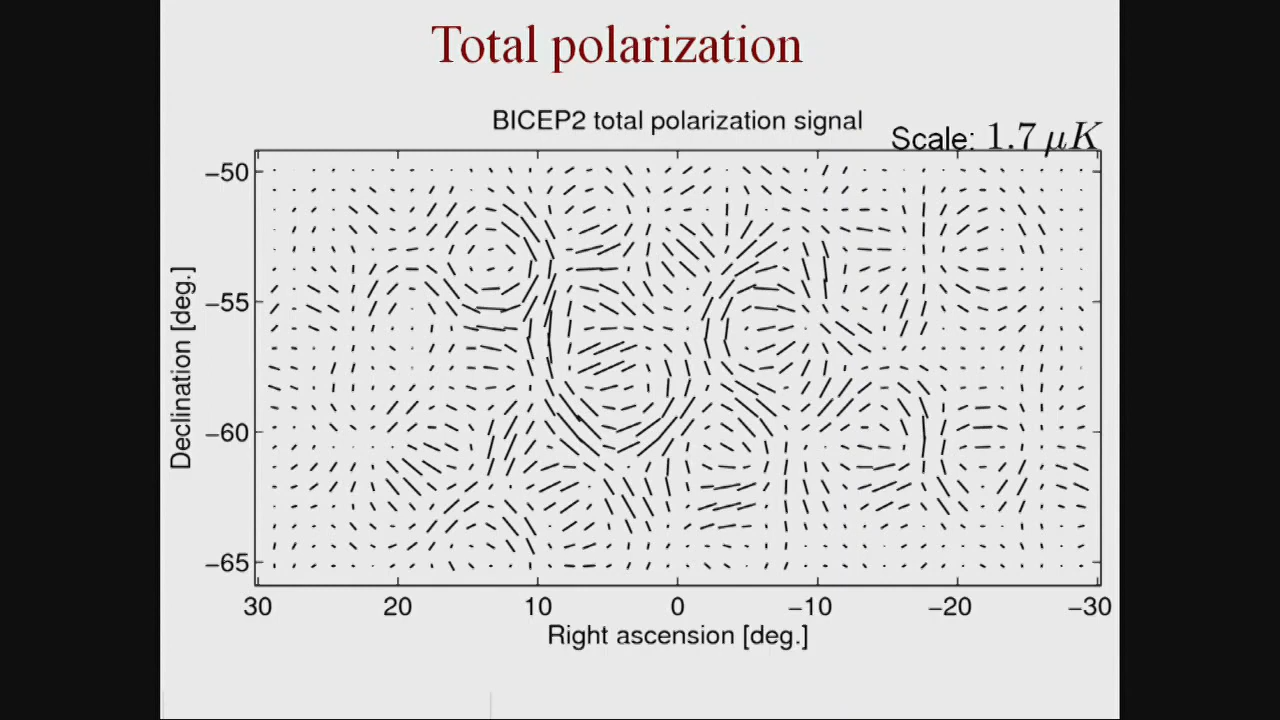 Total polarization
BICEP2 total polarization signal
Scale: 1.7 μK
−50
−55
−60
−65
Declination [deg.]
30 20 10 0 −10 −20 −30
Right ascension [deg.]